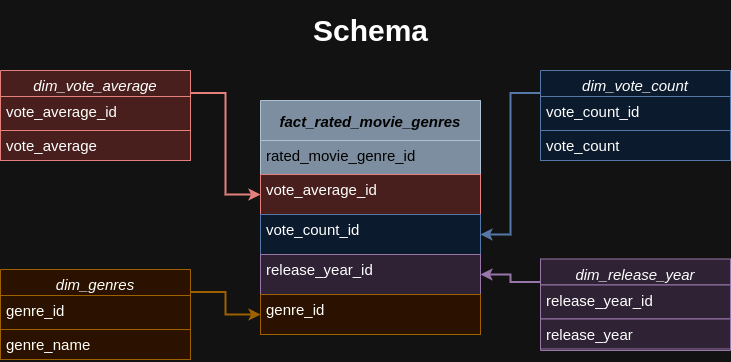 Schema
dim_vote_average
vote_average_id
vote_average
fact_rated_movie_genres
rated_movie_genre_id
vote_average_id
vote_count_id
release_year_id
genre_id
dim_vote_count
vote_count_id
vote_count
dim_genres
genre_id
genre_name
dim_release_year
release_year_id
release_year